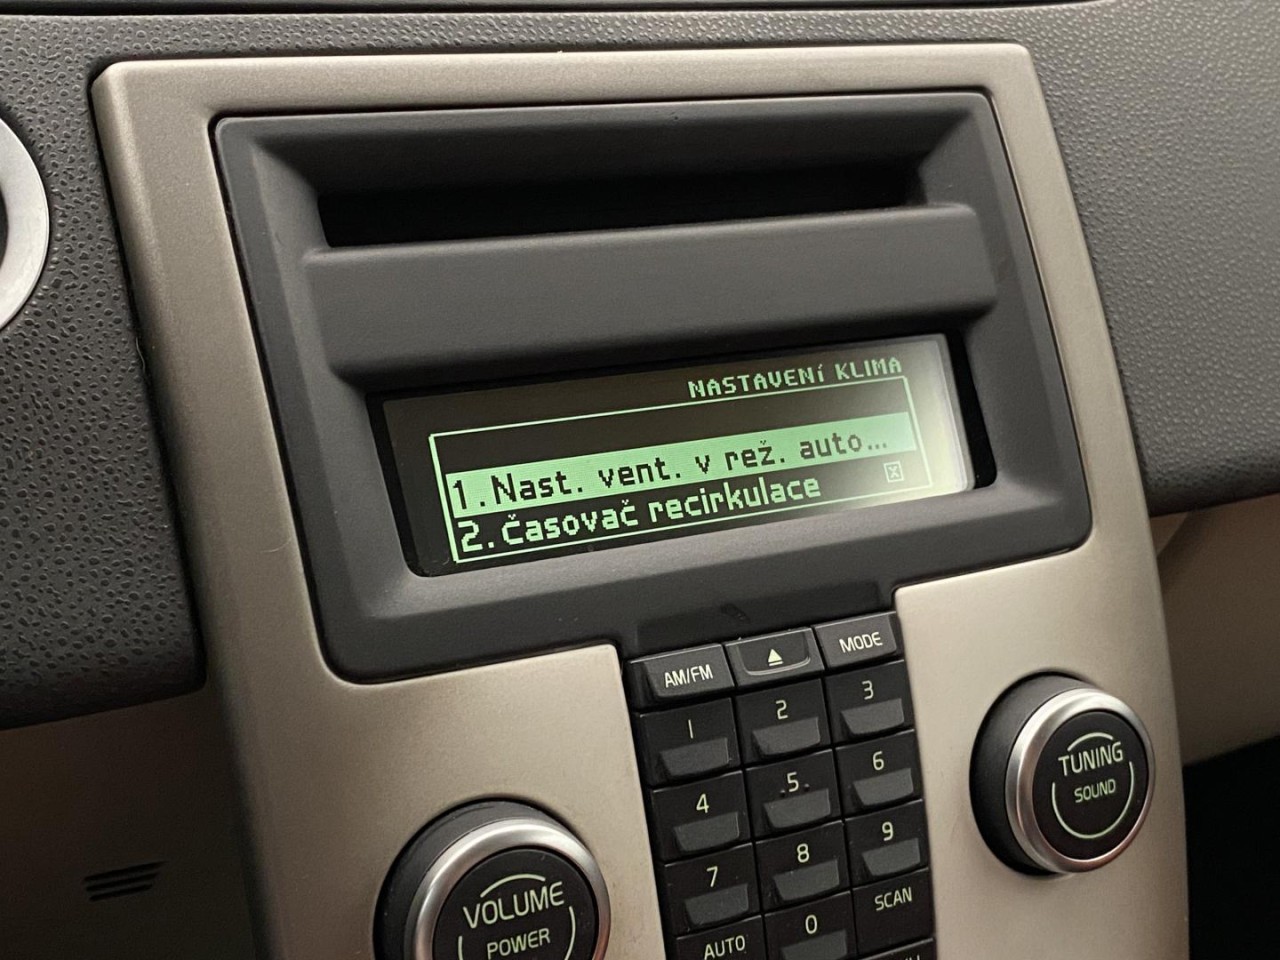 NASTAVENÍ KLIMA
1.Nast. vent. v rež. auto...
2.Časovač recirkulace
AM/FM
MODE
1
2
3
4
.5.
6
7
8
9
AUTO
0
SCAN
VOLUME
POWER
TUNING
SOUND